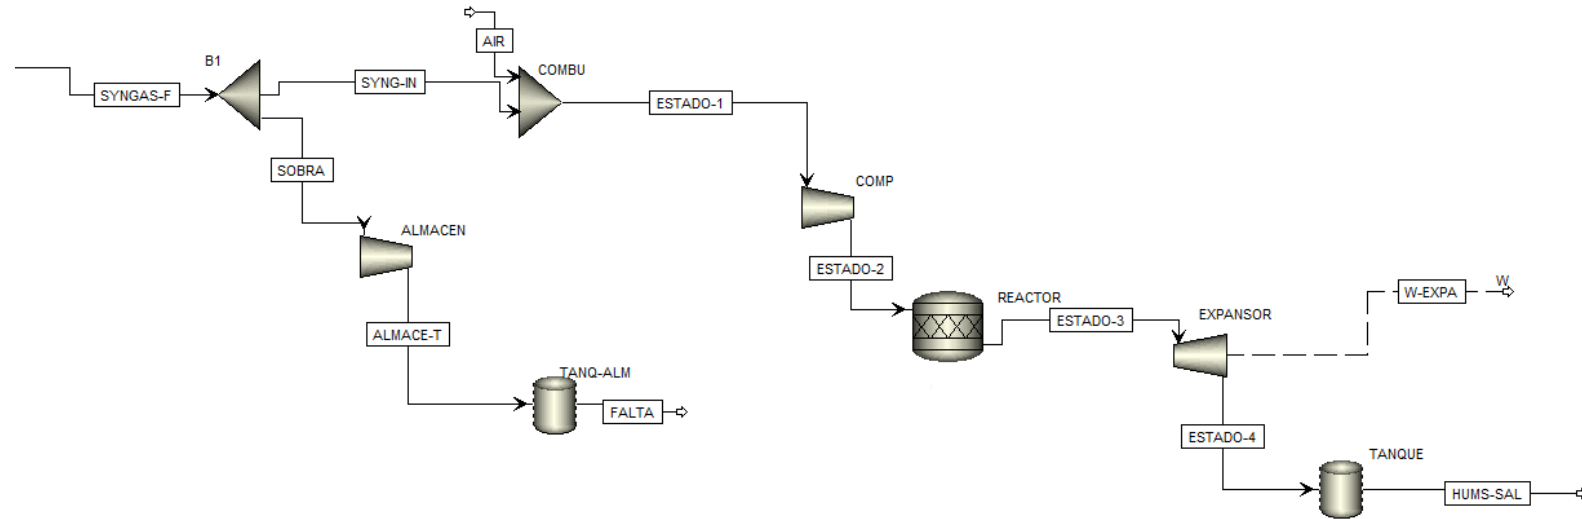 AIR
B1
COMBU
SYNG-IN
SYNGAS-F
ESTADO-1
SOBRA
COMP
ALMACEN
ESTADO-2
W
W-EXPA
REACTOR
EXPANSOR
ESTADO-3
ALMACE-T
TANQ-ALM
FALTA
ESTADO-4
TANQUE
HUMS-SAL